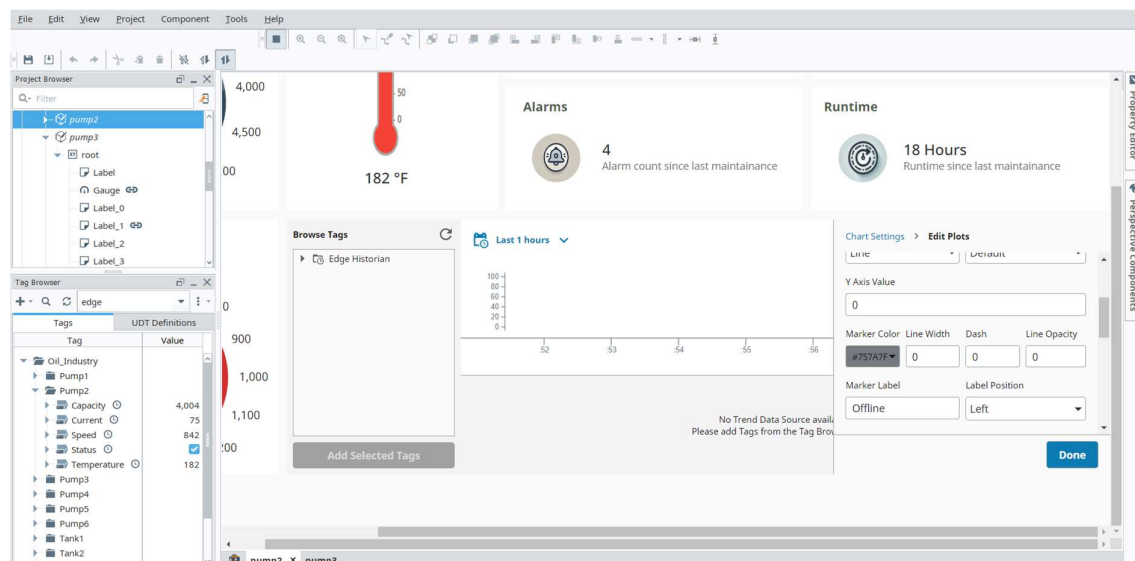 File Edit View Project Component Tools Help
Project Browser
Filter
pump2
pump3
root
Label
Gauge
Label_0
Label_1
Label_2
Label_3
Tag Browser
edge
Tags UDT Definitions
Tag Value
Oil_Industry
Pump1
Pump2
Capacity 4,004
Current 75
Speed 842
Status
Temperature 182
Pump3
Pump4
Pump5
Pump6
Tank1
Tank2
4,000
4,500
00
50
0
182 °F
Alarms
4
Alarm count since last maintainance
Runtime
18 Hours
Runtime since last maintainance
0
900
1,000
1,100
200
Browse Tags
Edge Historian
Add Selected Tags
Last 1 hours
100
80
60
40
20
0
:52 :53 :54 :55 :56
No Trend Data Source availa
Please add Tags from the Tag Brow
Chart Settings > Edit Plots
Line Default
Y Axis Value
0
Marker Color Line Width Dash Line Opacity
#757A7F 0 0 0
Marker Label Label Position
Offline Left
Done
pump2 X pump3
Property Editor
Perspective Components